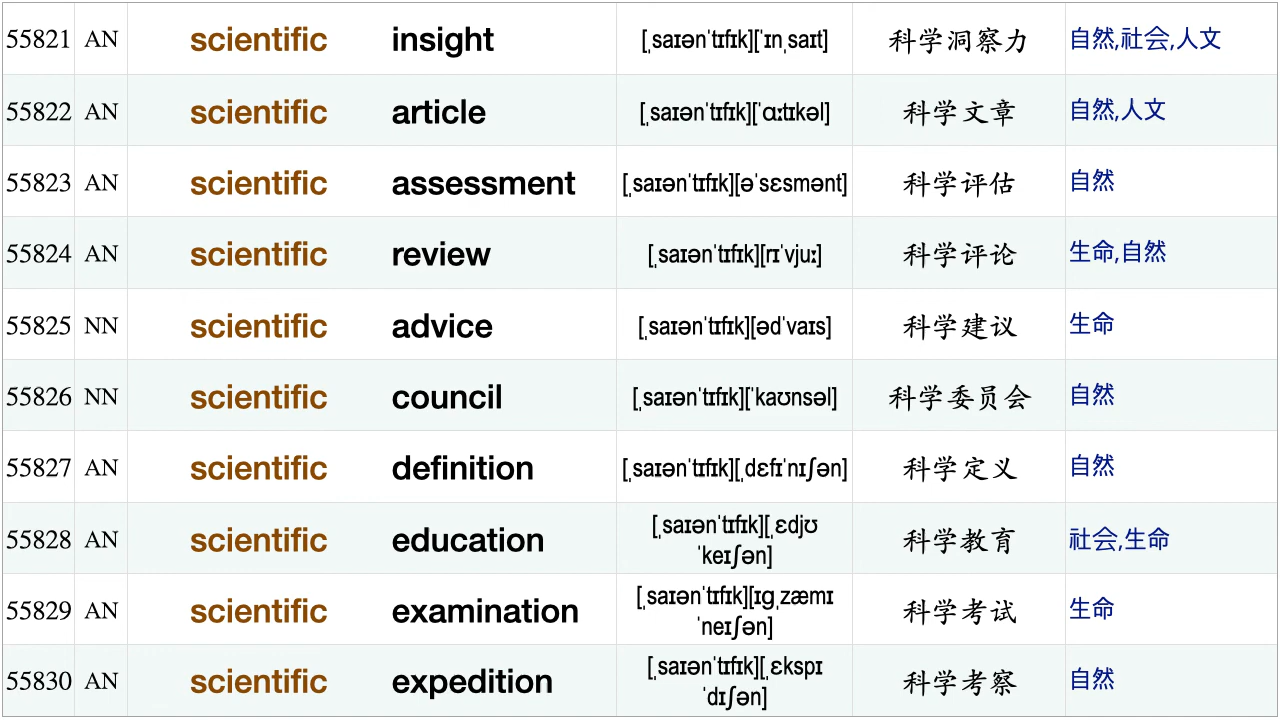 55821 AN scientific insight [ˌsaɪənˈtɪfɪk][ˈɪnˌsaɪt] 科学洞察力 自然,社会,人文
55822 AN scientific article [ˌsaɪənˈtɪfɪk][ˈɑːtɪkəl] 科学文章 自然,人文
55823 AN scientific assessment [ˌsaɪənˈtɪfɪk][əˈsɛsmənt] 科学评估 自然
55824 AN scientific review [ˌsaɪənˈtɪfɪk][rɪˈvjuː] 科学评论 生命,自然
55825 NN scientific advice [ˌsaɪənˈtɪfɪk][ədˈvaɪs] 科学建议 生命
55826 NN scientific council [ˌsaɪənˈtɪfɪk][ˈkaʊnsəl] 科学委员会 自然
55827 AN scientific definition [ˌsaɪənˈtɪfɪk][ˌdɛfɪˈnɪʃən] 科学定义 自然
55828 AN scientific education [ˌsaɪənˈtɪfɪk][ˌɛdjʊ
ˈkeɪʃən] 科学教育 社会,生命
55829 AN scientific examination [ˌsaɪənˈtɪfɪk][ɪɡˌzæmɪ
ˈneɪʃən] 科学考试 生命
55830 AN scientific expedition [ˌsaɪənˈtɪfɪk][ˌɛkspɪ
ˈdɪʃən] 科学考察 自然